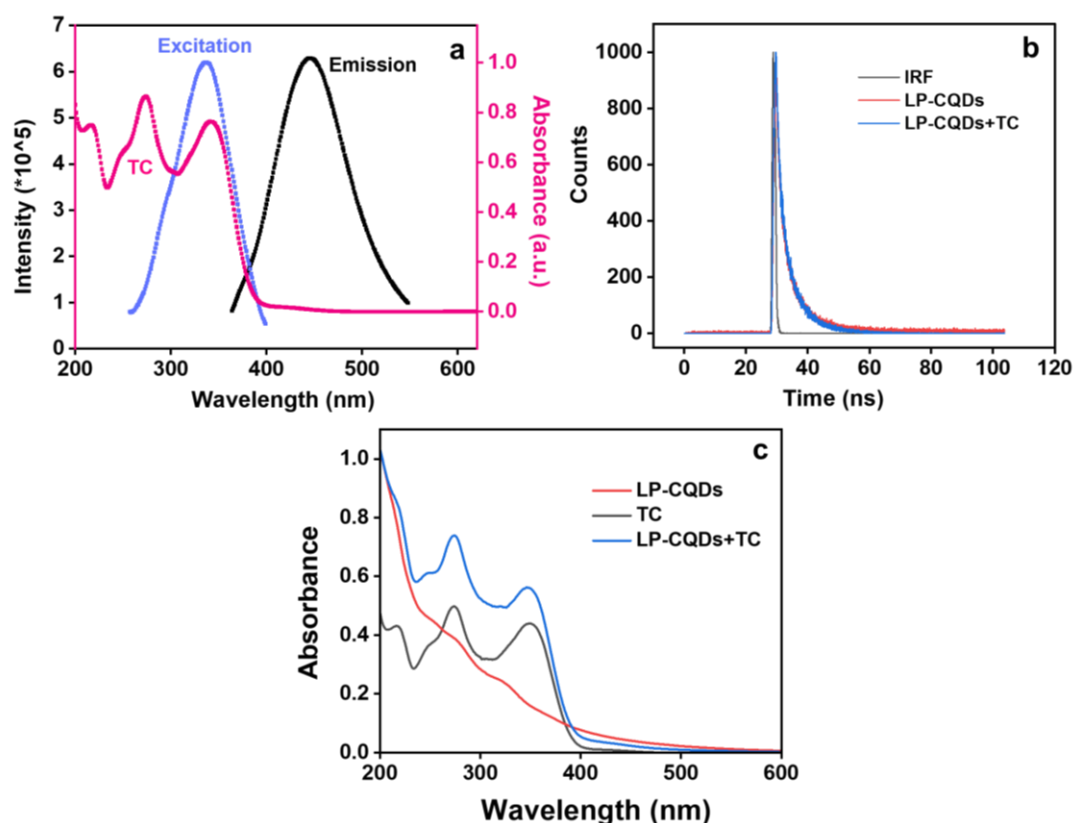 a
Excitation
Emission
TC
7
6
5
4
3
2
1
0
Intensity (*10^5)
1.0
0.8
0.6
0.4
0.2
0.0
Absorbance (a.u.)
200 300 400 500 600
Wavelength (nm)
b
IRF
LP-CQDs
LP-CQDs+TC
1000
800
600
400
200
0
Counts
0 20 40 60 80 100 120
Time (ns)
c
LP-CQDs
TC
LP-CQDs+TC
1.0
0.8
0.6
0.4
0.2
0.0
Absorbance
200 300 400 500 600
Wavelength (nm)